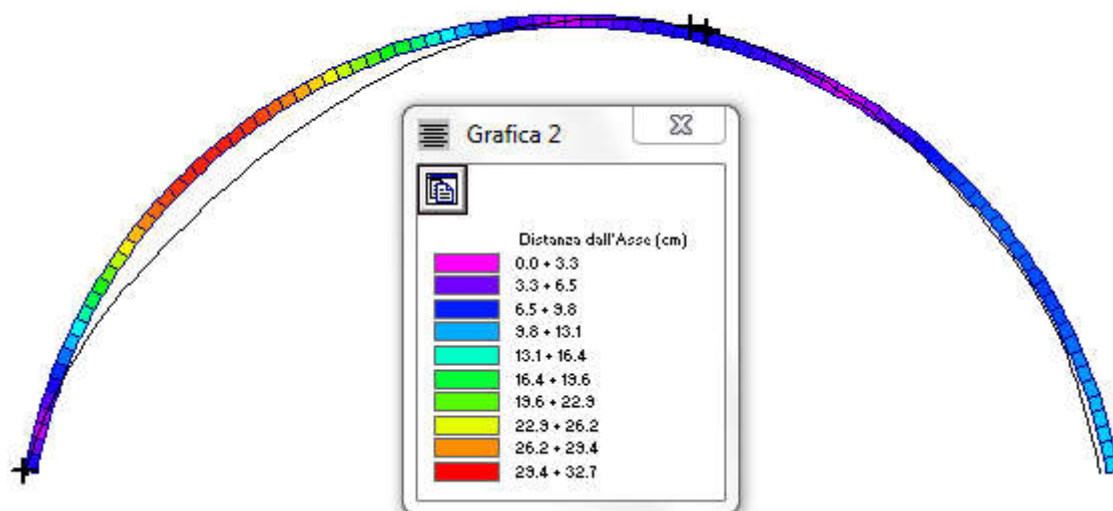 Grafica 2
Distanza dall'Asse (cm)
0.0 ÷ 3.3
3.3 ÷ 6.5
6.5 ÷ 9.8
9.8 ÷ 13.1
13.1 ÷ 16.4
16.4 ÷ 19.6
19.6 ÷ 22.9
22.9 ÷ 26.2
26.2 ÷ 29.4
29.4 ÷ 32.7